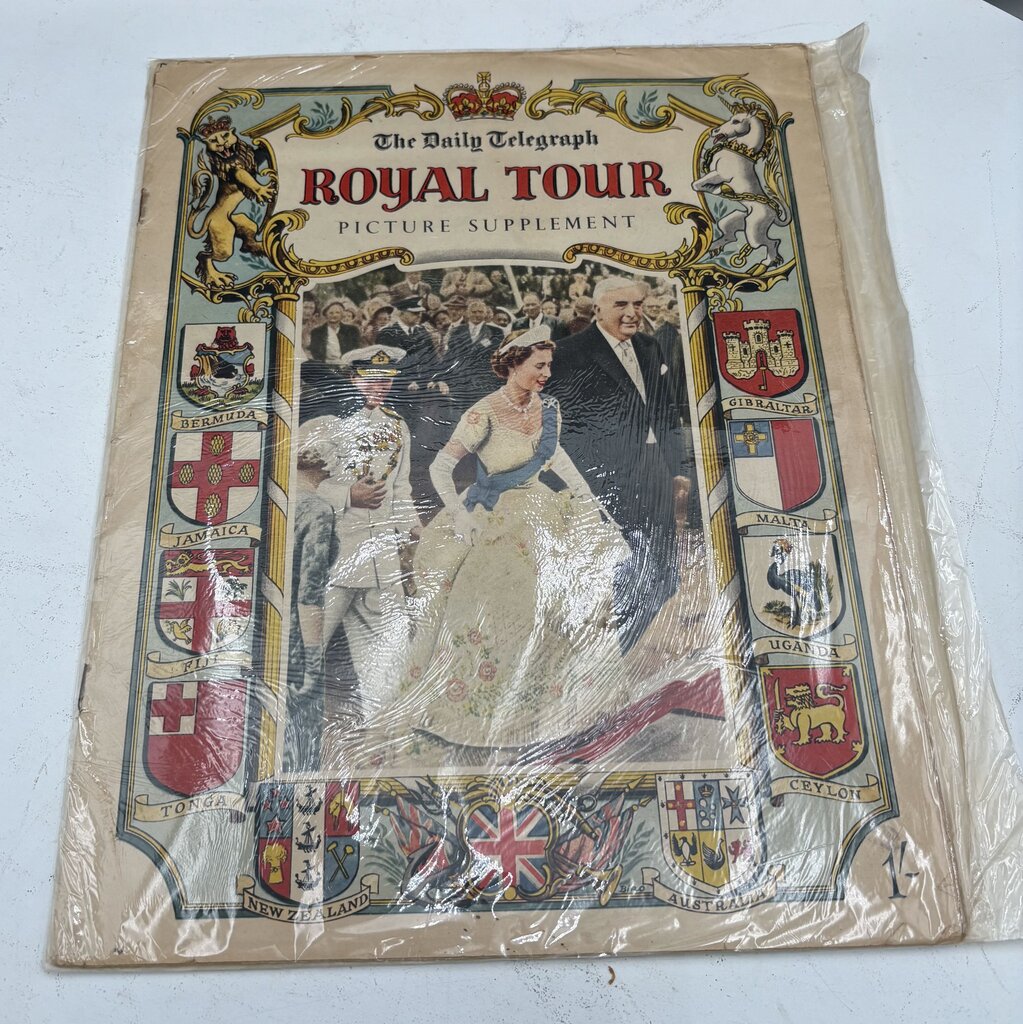 The Daily Telegraph
ROYAL TOUR
PICTURE SUPPLEMENT
BERMUDA
JAMAICA
FIJI
TONGA
NEW ZEALAND
GIBRALTAR
MALTA
UGANDA
CEYLON
AUSTRALIA
1/-